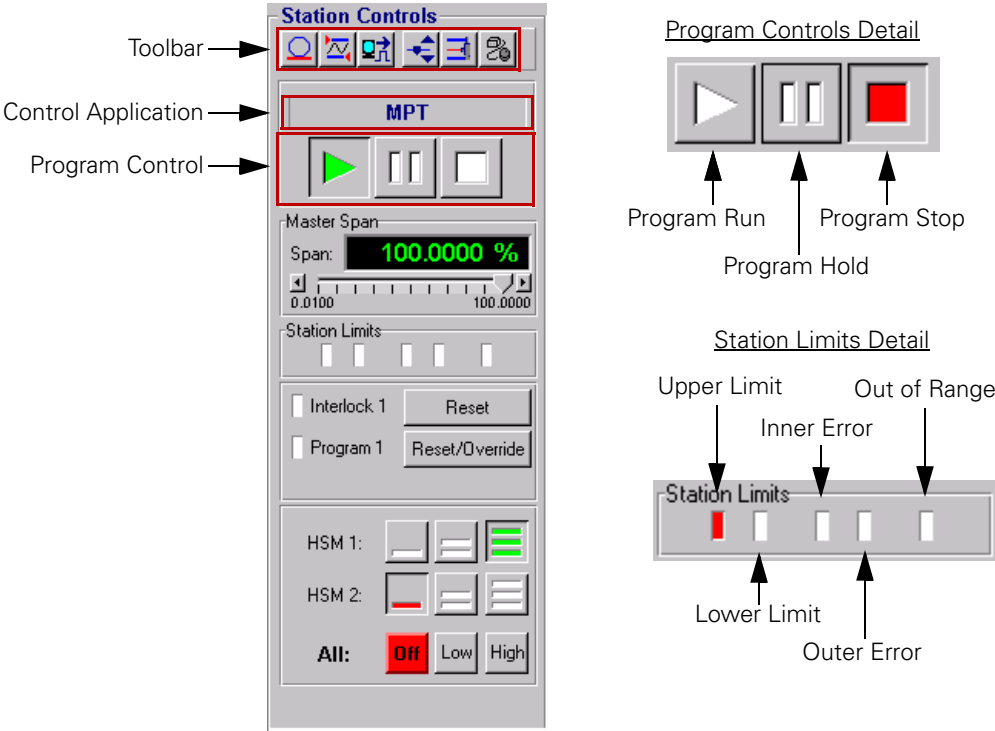 Station Controls
Toolbar
Control Application
MPT
Program Control
Master Span
Span:
100.0000 %
0.0100
100.0000
Station Limits
Interlock 1
Reset
Program 1
Reset/Override
HSM 1:
HSM 2:
All:
Off
Low
High
Program Controls Detail
Program Run
Program Stop
Program Hold
Station Limits Detail
Upper Limit
Out of Range
Inner Error
Station Limits
Lower Limit
Outer Error